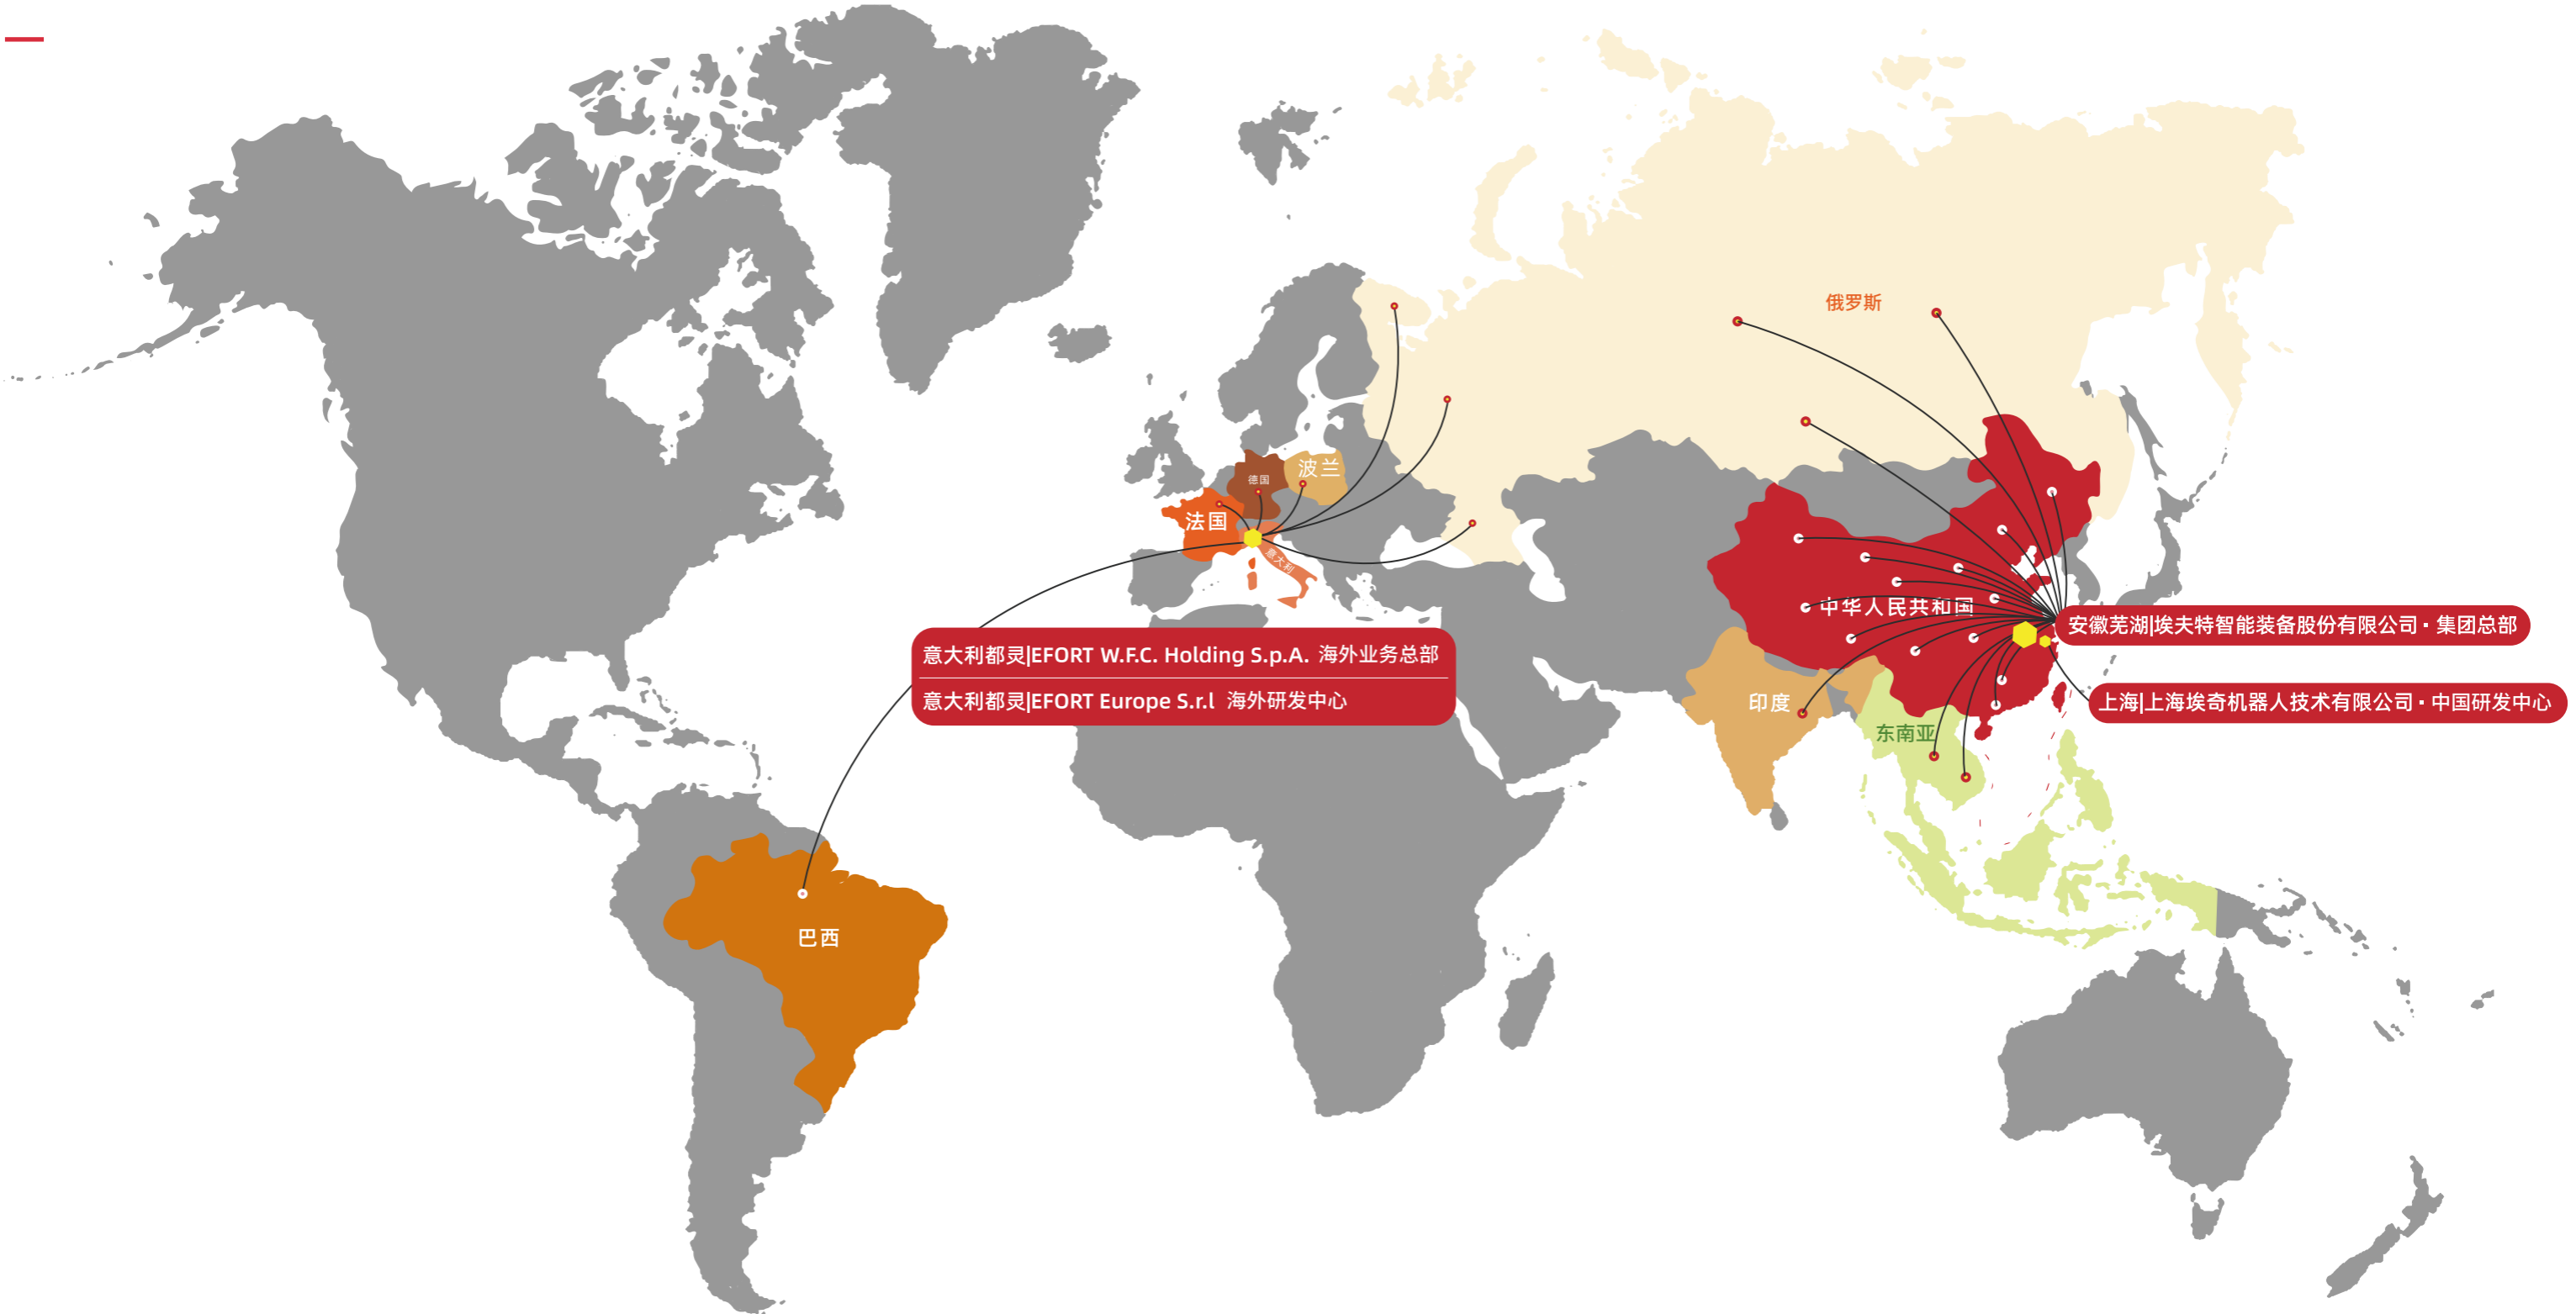 俄罗斯
波兰
德国
法国
意大利
中华人民共和国
安徽芜湖|埃夫特智能装备股份有限公司·集团总部
意大利都灵|EFORT W.F.C. Holding S.p.A. 海外业务总部
意大利都灵|EFORT Europe S.r.l 海外研发中心
印度
上海|上海埃奇机器人技术有限公司·中国研发中心
东南亚
巴西